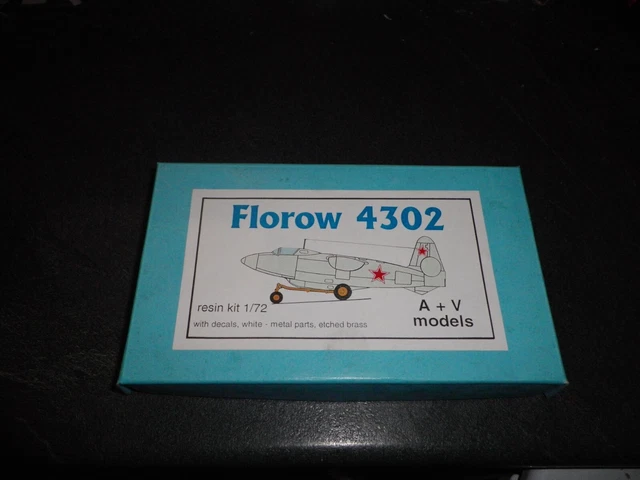 Florow 4302
resin kit 1/72
with decals, white - metal parts, etched brass
A + V
models